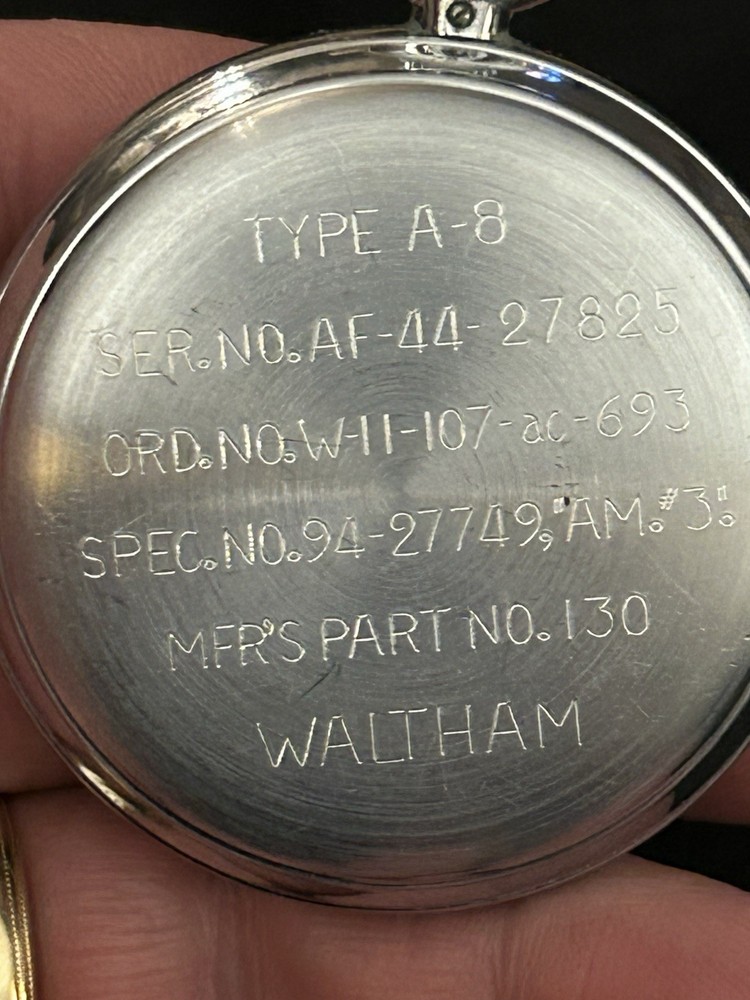 TYPE A-8
SER.NO.AF-44-27825
ORD.NO.W-11-107-ac-693
SPEC.NO.94-27749,"AM.#3".
MFR'S PART NO.130
WALTHAM